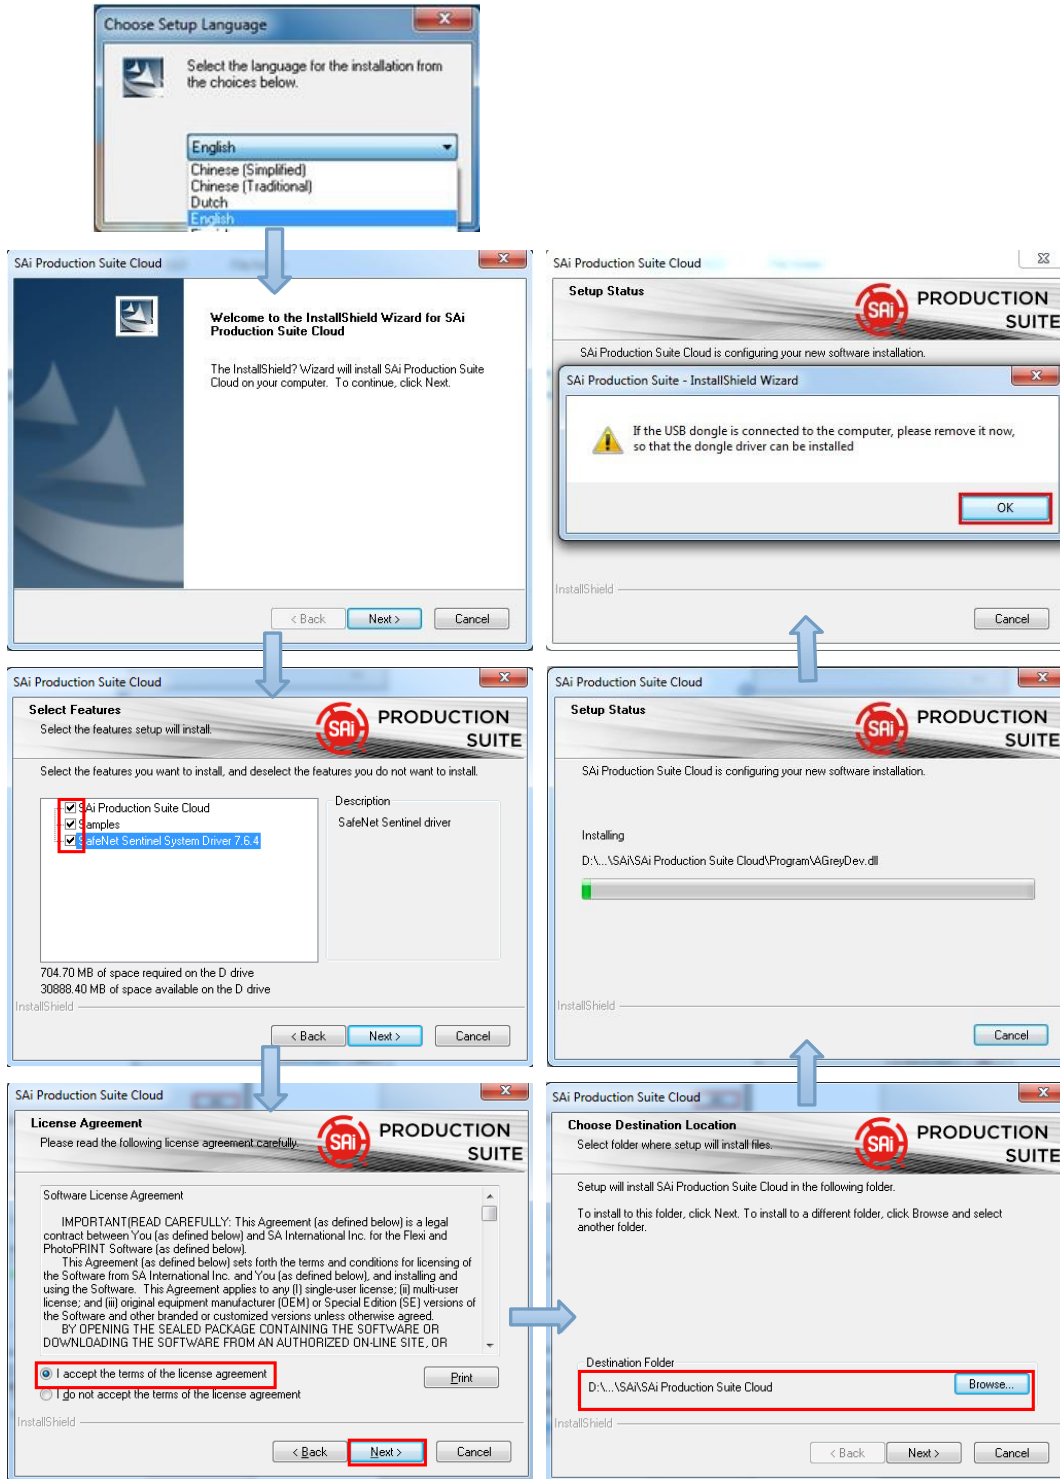 Choose Setup Language
Select the language for the installation from
the choices below.
English
Chinese (Simplified)
Chinese (Traditional)
Dutch
English
SAi Production Suite Cloud
Welcome to the InstallShield Wizard for SAi
Production Suite Cloud
The InstallShield? Wizard will install SAi Production Suite
Cloud on your computer. To continue, click Next.
< Back
Next >
Cancel
SAi Production Suite Cloud
Select Features
Select the features setup will install.
SAi
PRODUCTION
SUITE
Select the features you want to install, and deselect the features you do not want to install.
SAi Production Suite Cloud
Samples
SafeNet Sentinel System Driver 7.6.4
Description
SafeNet Sentinel driver
704.70 MB of space required on the D drive
30888.40 MB of space available on the D drive
InstallShield
< Back
Next >
Cancel
SAi Production Suite Cloud
License Agreement
Please read the following license agreement carefully.
SAi
PRODUCTION
SUITE
Software License Agreement
IMPORTANT(READ CAREFULLY: This Agreement (as defined below) is a legal
contract between You (as defined below) and SA International Inc. for the Flexi and
PhotoPRINT Software (as defined below).
This Agreement (as defined below) sets forth the terms and conditions for licensing of
the Software from SA International Inc. and You (as defined below), and installing and
using the Software. This Agreement applies to any (I) single-user license; (ii) multi-user
license; and (iii) original equipment manufacturer (OEM) or Special Edition (SE) versions of
the Software and other branded or customized versions unless otherwise agreed.
BY OPENING THE SEALED PACKAGE CONTAINING THE SOFTWARE OR
DOWNLOADING THE SOFTWARE FROM AN AUTHORIZED ON-LINE SITE, OR
I accept the terms of the license agreement
I do not accept the terms of the license agreement
Print
InstallShield
< Back
Next >
Cancel
SAi Production Suite Cloud
Choose Destination Location
Select folder where setup will install files.
SAi
PRODUCTION
SUITE
Setup will install SAi Production Suite Cloud in the following folder.
To install to this folder, click Next. To install to a different folder, click Browse and select
another folder.
Destination Folder
D:\...\SAi\SAi Production Suite Cloud
Browse...
InstallShield
< Back
Next >
Cancel
SAi Production Suite Cloud
Setup Status
SAi
PRODUCTION
SUITE
SAi Production Suite Cloud is configuring your new software installation.
Installing
D:\...\SAi\SAi Production Suite Cloud\Program\AGreyDev.dll
InstallShield
Cancel
SAi Production Suite Cloud
Setup Status
SAi
PRODUCTION
SUITE
SAi Production Suite Cloud is configuring your new software installation.
SAi Production Suite - InstallShield Wizard
If the USB dongle is connected to the computer, please remove it now,
so that the dongle driver can be installed
OK
InstallShield
Cancel